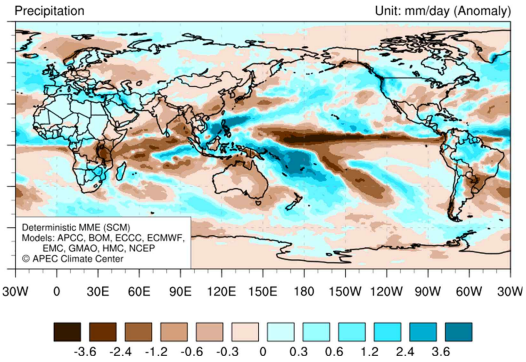 Precipitation
Unit: mm/day (Anomaly)
Deterministic MME (SCM)
Models: APCC, BOM, ECCC, ECMWF,
EMC, GMAO, HMC, NCEP
© APEC Climate Center
30W 0 30E 60E 90E 120E 150E 180 150W 120W 90W 60W 30W
-3.6 -2.4 -1.2 -0.6 -0.3 0 0.3 0.6 1.2 2.4 3.6